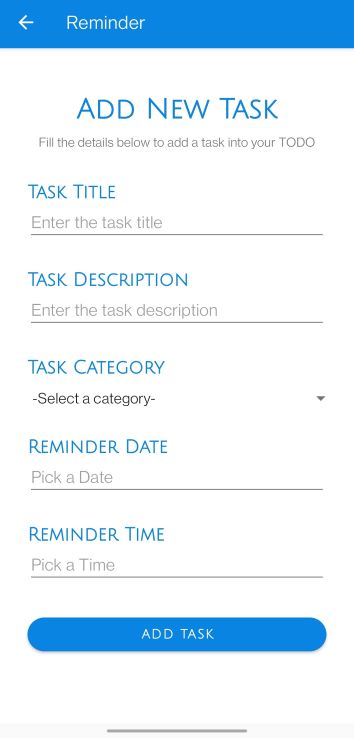 Reminder
Add New Task
Fill the details below to add a task into your TODO
Task Title
Enter the task title
Task Description
Enter the task description
Task Category
-Select a category-
Reminder Date
Pick a Date
Reminder Time
Pick a Time
ADD TASK